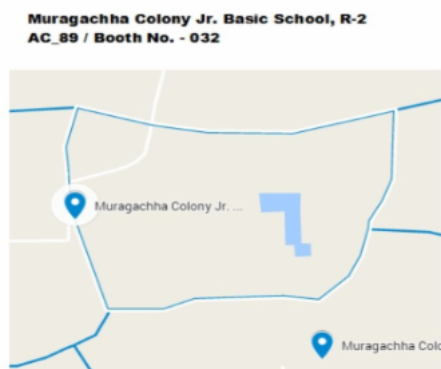 Muragachha Colony Jr. Basic School, R-2
AC_89 / Booth No. - 032
Muragachha Colony Jr. ...
Muragachha Colo